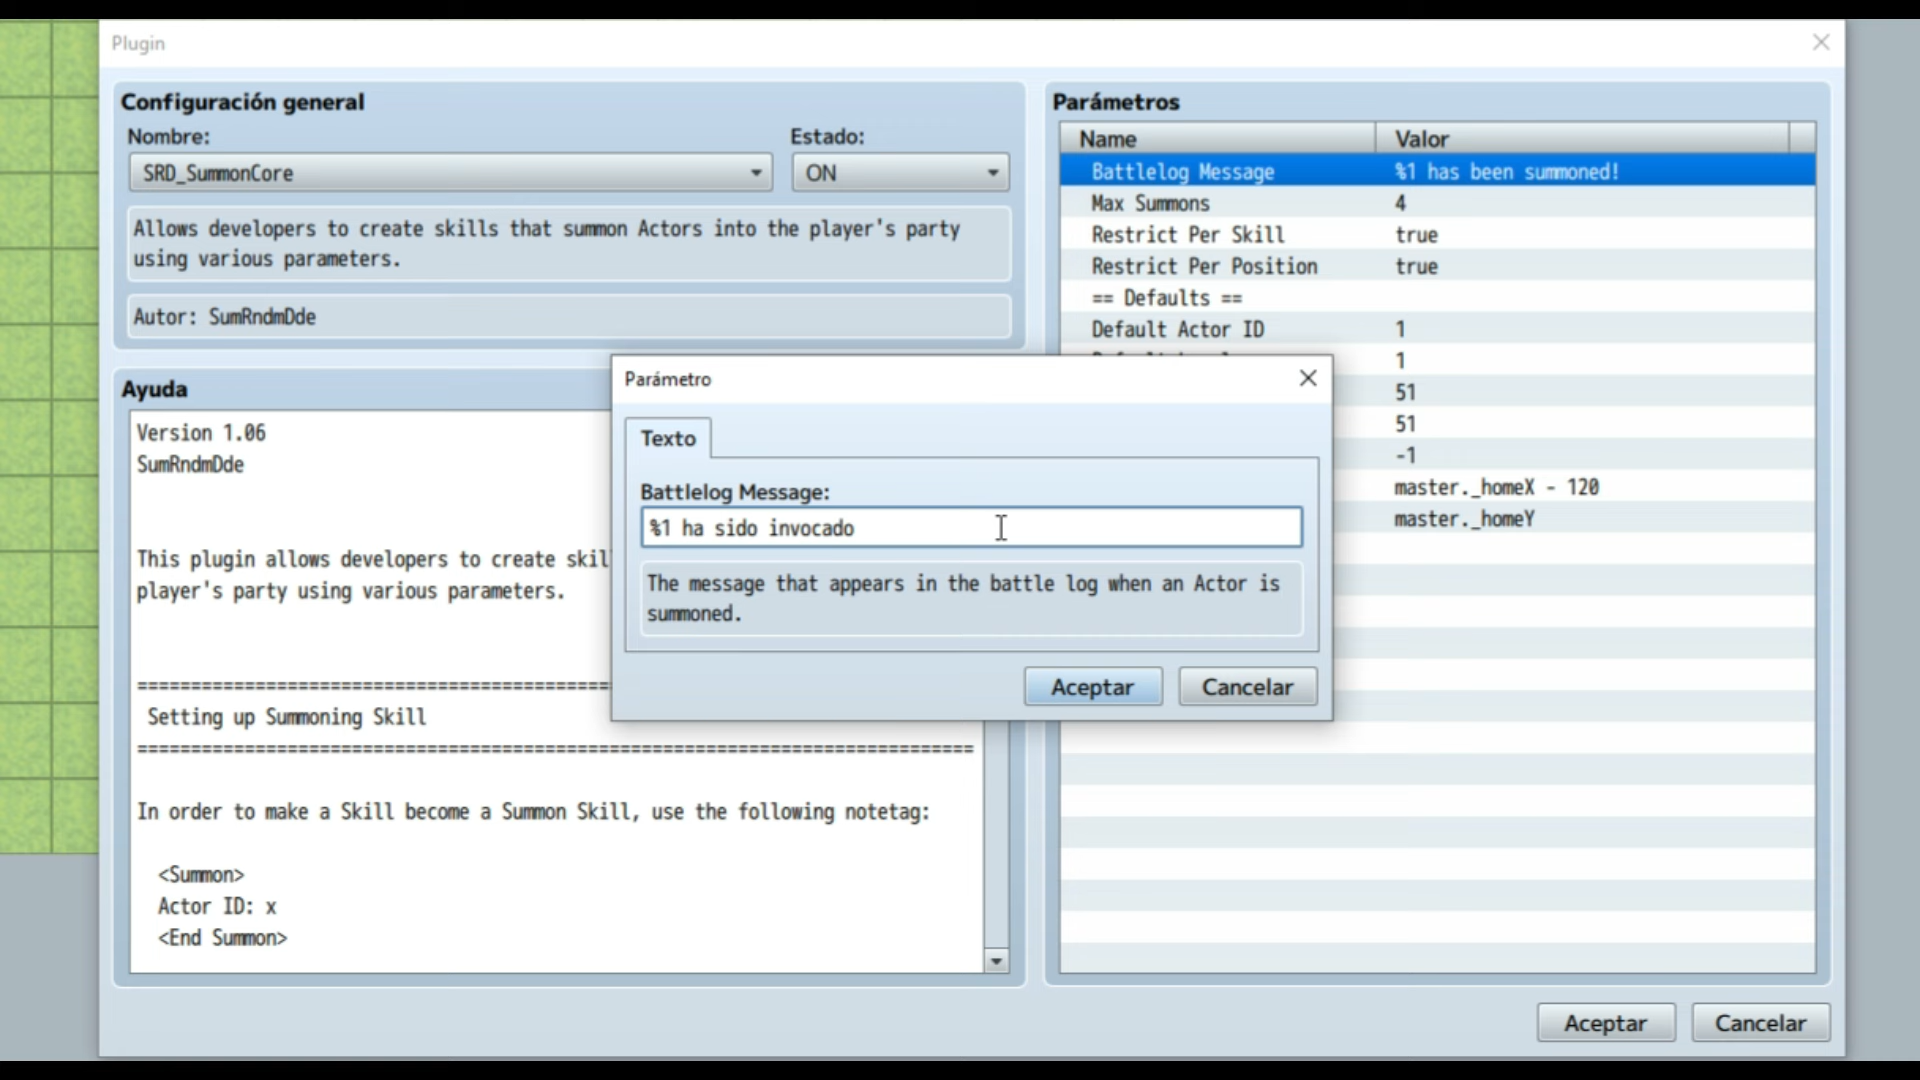 Plugin
Configuración general
Nombre:
Estado:
SRD_SummonCore
ON
Allows developers to create skills that summon Actors into the player's party
using various parameters.
Autor: SumRndmDde
Ayuda
Version 1.06
SumRndmDde
This plugin allows developers to create skil
player's party using various parameters.
===========================================
Setting up Summoning Skill
==============================================================================
In order to make a Skill become a Summon Skill, use the following notetag:
<Summon>
Actor ID: x
<End Summon>
Parámetros
Name Valor
Battlelog Message %1 has been summoned!
Max Summons 4
Restrict Per Skill true
Restrict Per Position true
== Defaults ==
Default Actor ID 1
1
51
51
-1
master._homeX - 120
master._homeY
Parámetro
Texto
Battlelog Message:
%1 ha sido invocado
The message that appears in the battle log when an Actor is
summoned.
Aceptar Cancelar
Aceptar Cancelar